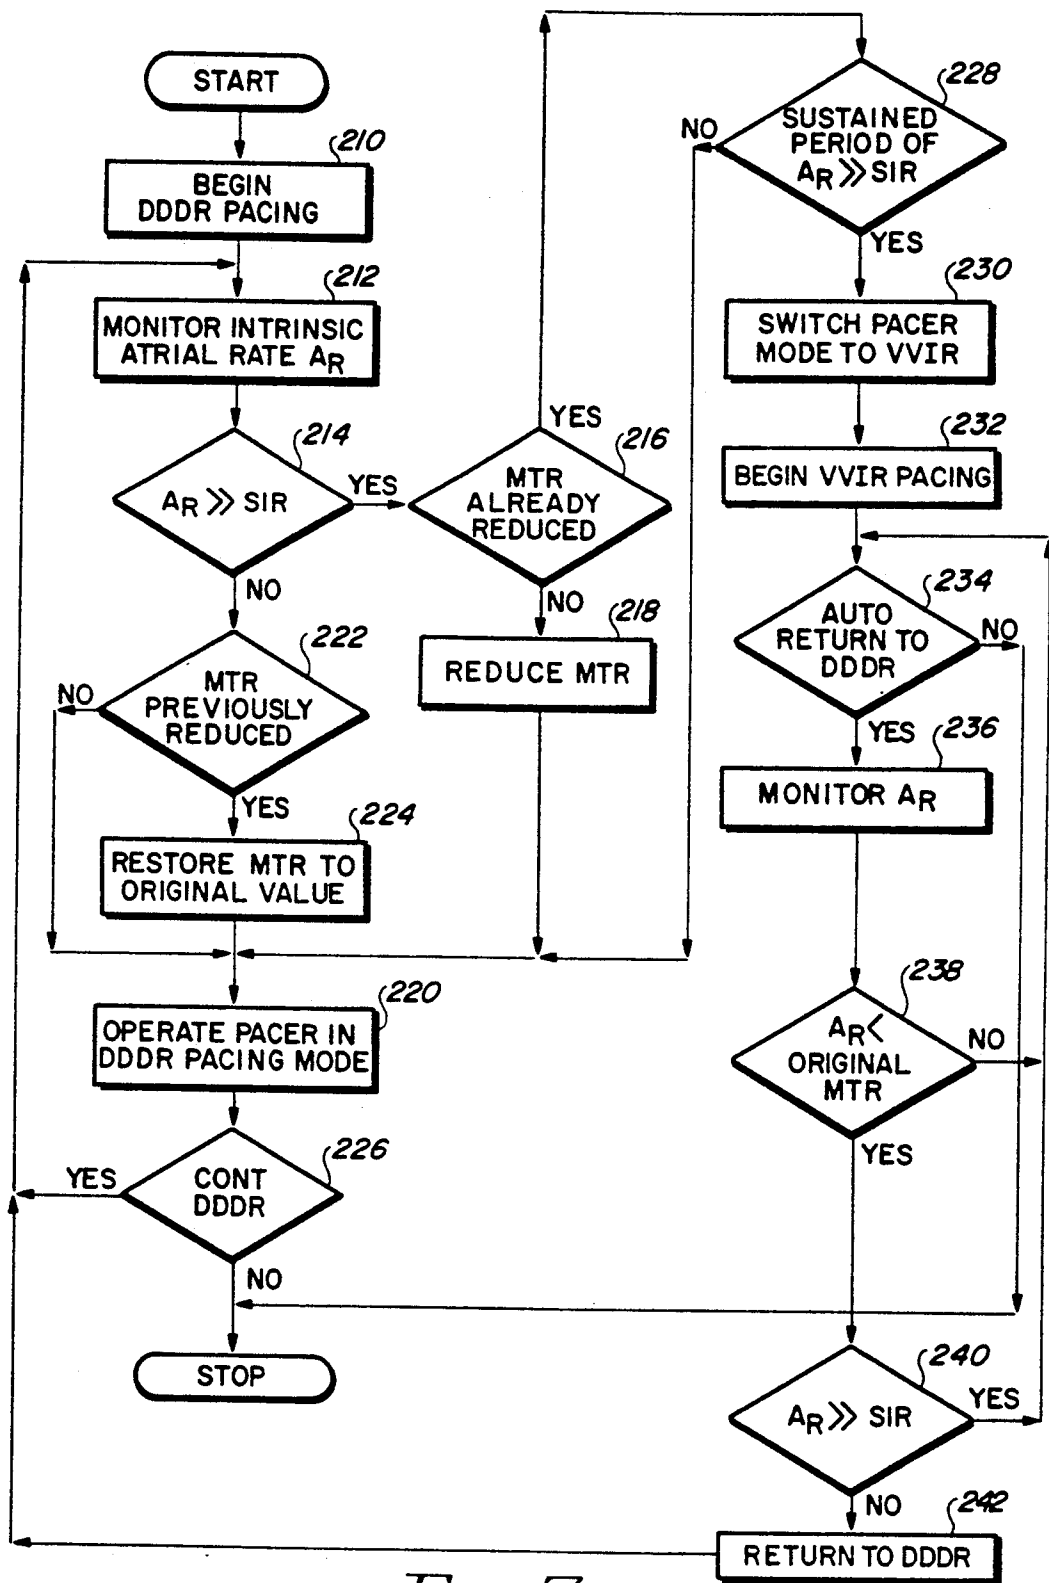 START
210
BEGIN
DDDR PACING
212
MONITOR INTRINSIC
ATRIAL RATE AR
214
AR >> SIR
YES
NO
216
MTR
ALREADY
REDUCED
YES
NO
218
REDUCE MTR
222
MTR
PREVIOUSLY
REDUCED
NO
YES
224
RESTORE MTR TO
ORIGINAL VALUE
220
OPERATE PACER IN
DDDR PACING MODE
226
CONT
DDDR
YES
NO
STOP
228
SUSTAINED
PERIOD OF
AR >> SIR
NO
YES
230
SWITCH PACER
MODE TO VVIR
232
BEGIN VVIR PACING
234
AUTO
RETURN TO
DDDR
NO
YES
236
MONITOR AR
238
AR <
ORIGINAL
MTR
NO
YES
240
AR >> SIR
YES
NO
242
RETURN TO DDDR